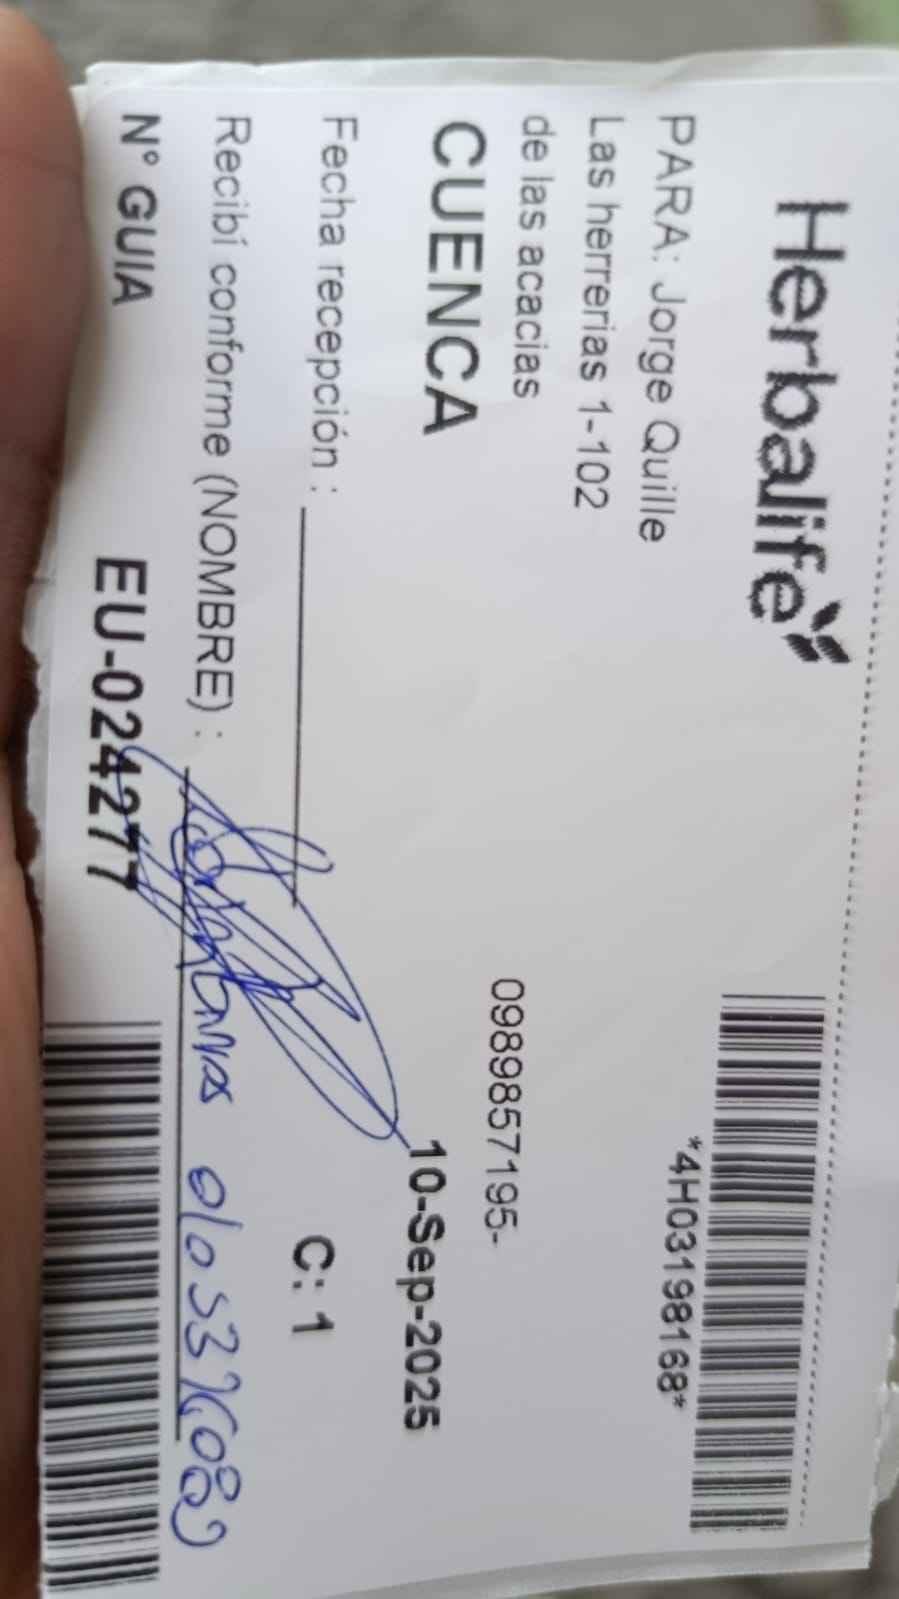 Herbalife
*4H03198168*
PARA: Jorge Quille
Las herrerias 1-102
de las acacias
0989857195-
CUENCA
10-Sep-2025
Fecha recepción :
C: 1
Recibí conforme (NOMBRE) :
N° GUIA EU-024277